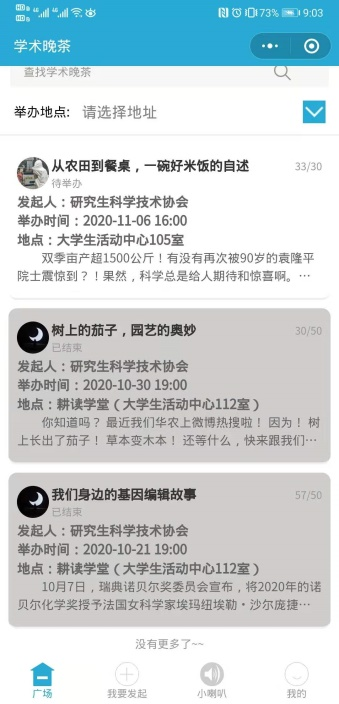 73% 9:03
学术晚茶
查找学术晚茶
举办地点: 请选择地址
从农田到餐桌，一碗好米饭的自述 33/30
待举办
发起人：研究生科学技术协会
举办时间：2020-11-06 16:00
地点：大学生活动中心105室
双季亩产超1500公斤！有没有再次被90岁的袁隆平
院士震惊到？！果然，科学总是给人期待和惊喜啊。…
树上的茄子，园艺的奥妙 30/50
已结束
发起人：研究生科学技术协会
举办时间：2020-10-30 19:00
地点：耕读学堂（大学生活动中心112室）
你知道吗？ 最近我们华农上微博热搜啦！ 因为！ 树
上长出了茄子！ 草本变木本！ 还等什么，快来跟我们…
我们身边的基因编辑故事 57/50
已结束
发起人：研究生科学技术协会
举办时间：2020-10-21 19:00
地点：耕读学堂（大学生活动中心112室）
10月7日，瑞典诺贝尔奖委员会宣布，将2020年的诺
贝尔化学奖授予法国女科学家埃玛纽埃勒·沙尔庞捷…
没有更多了~~
广场 我要发起 小喇叭 我的